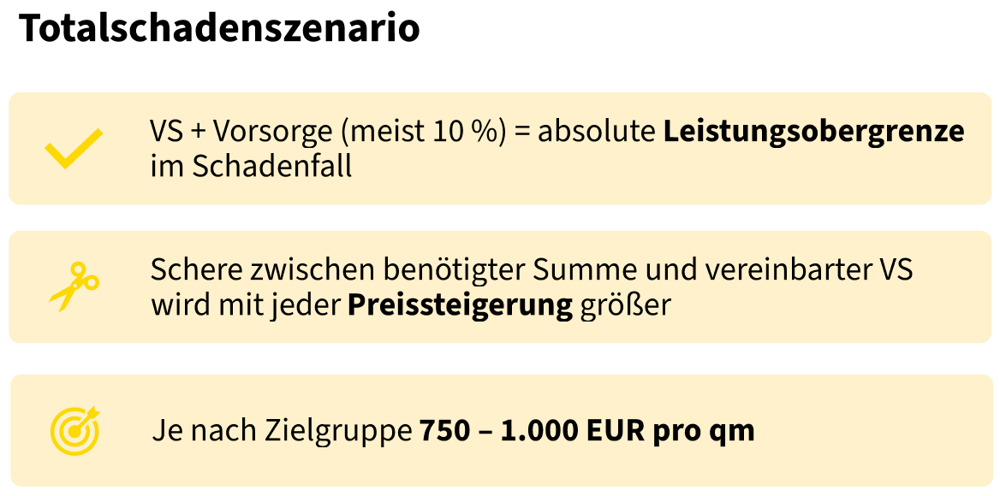 Totalschadenszenario
VS + Vorsorge (meist 10 %) = absolute Leistungsobergrenze
im Schadenfall
Schere zwischen benötigter Summe und vereinbarter VS
wird mit jeder Preissteigerung größer
Je nach Zielgruppe 750 – 1.000 EUR pro qm